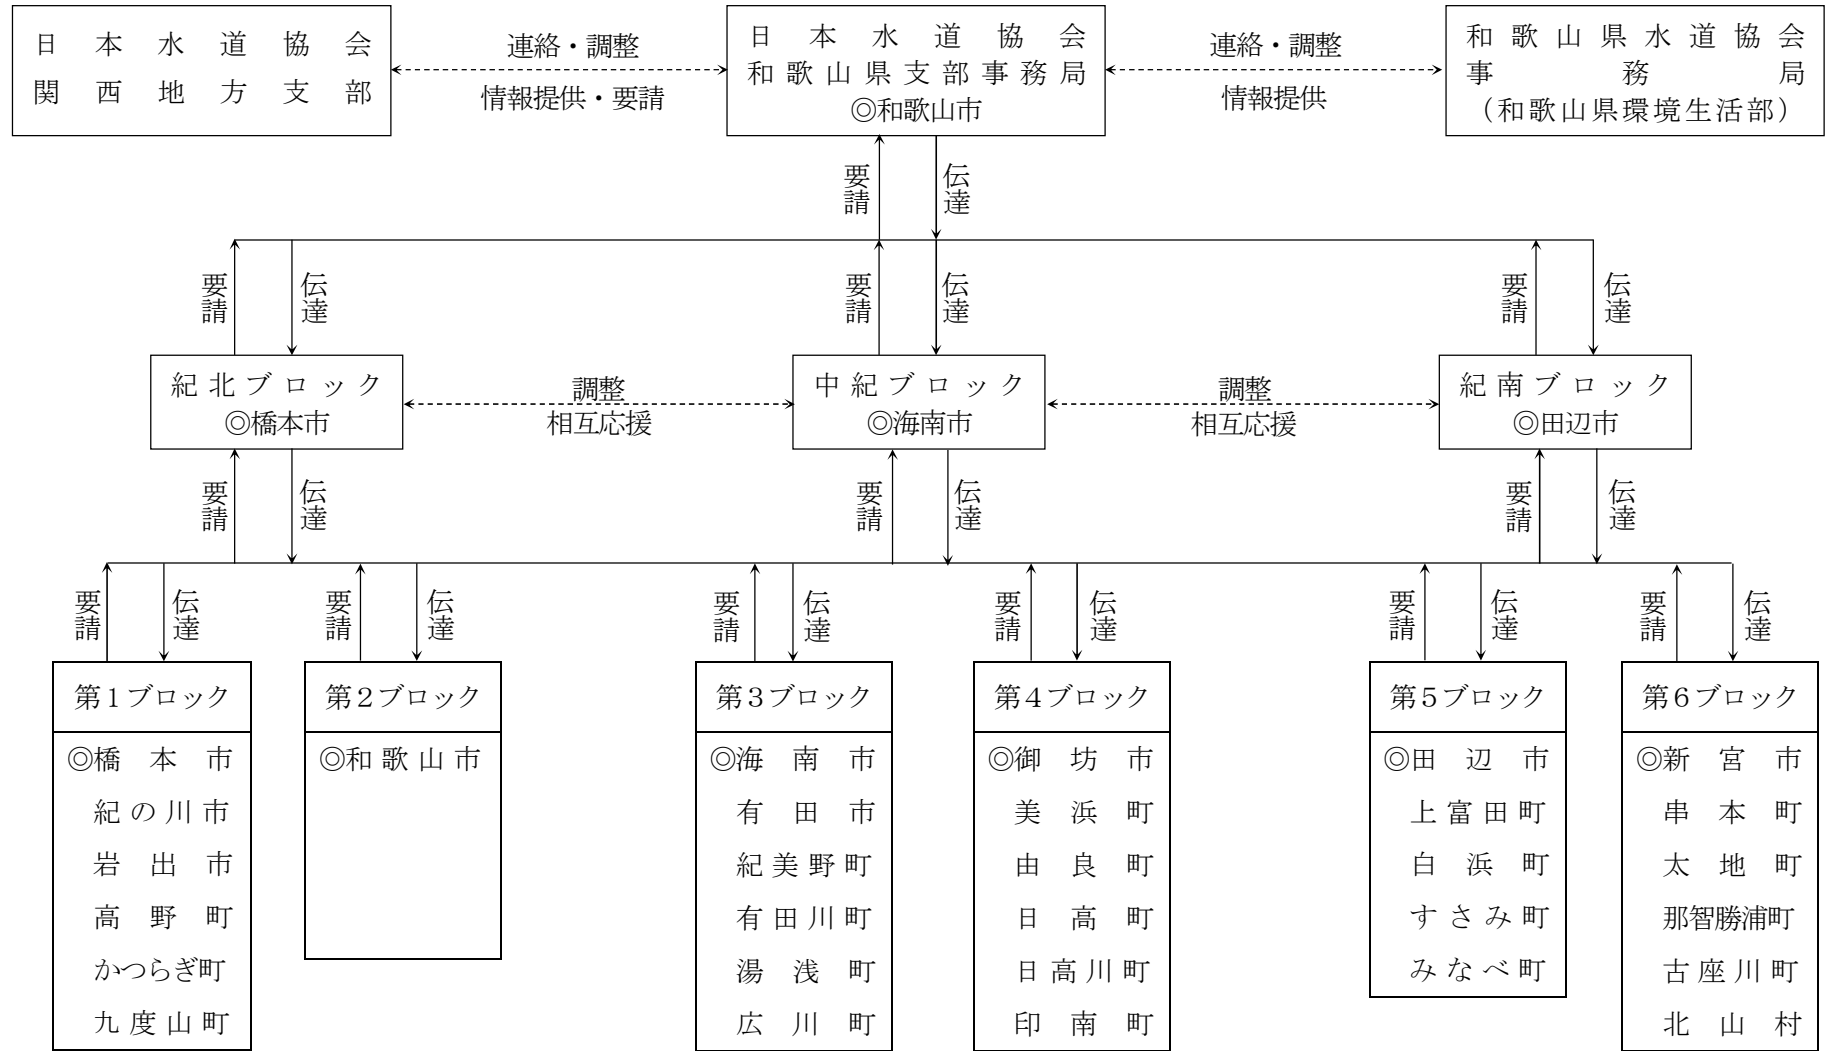 日本水道協会
関西地方支部
連絡・調整
情報提供・要請
日本水道協会
和歌山県支部事務局
◎和歌山市
連絡・調整
情報提供
和歌山県水道協会
事務局
（和歌山県環境生活部）
要請
伝達
要請
伝達
要請
伝達
要請
伝達
紀北ブロック
◎橋本市
調整
相互応援
中紀ブロック
◎海南市
調整
相互応援
紀南ブロック
◎田辺市
要請
伝達
要請
伝達
要請
伝達
要請
伝達
要請
伝達
要請
伝達
要請
伝達
要請
伝達
要請
伝達
第１ブロック
◎橋本市
紀の川市
岩出市
高野町
かつらぎ町
九度山町
第２ブロック
◎和歌山市
第３ブロック
◎海南市
有田市
紀美野町
有田川町
湯浅町
広川町
第４ブロック
◎御坊市
美浜町
由良町
日高町
日高川町
印南町
第５ブロック
◎田辺市
上富田町
白浜町
すさみ町
みなべ町
第６ブロック
◎新宮市
串本町
太地町
那智勝浦町
古座川町
北山村